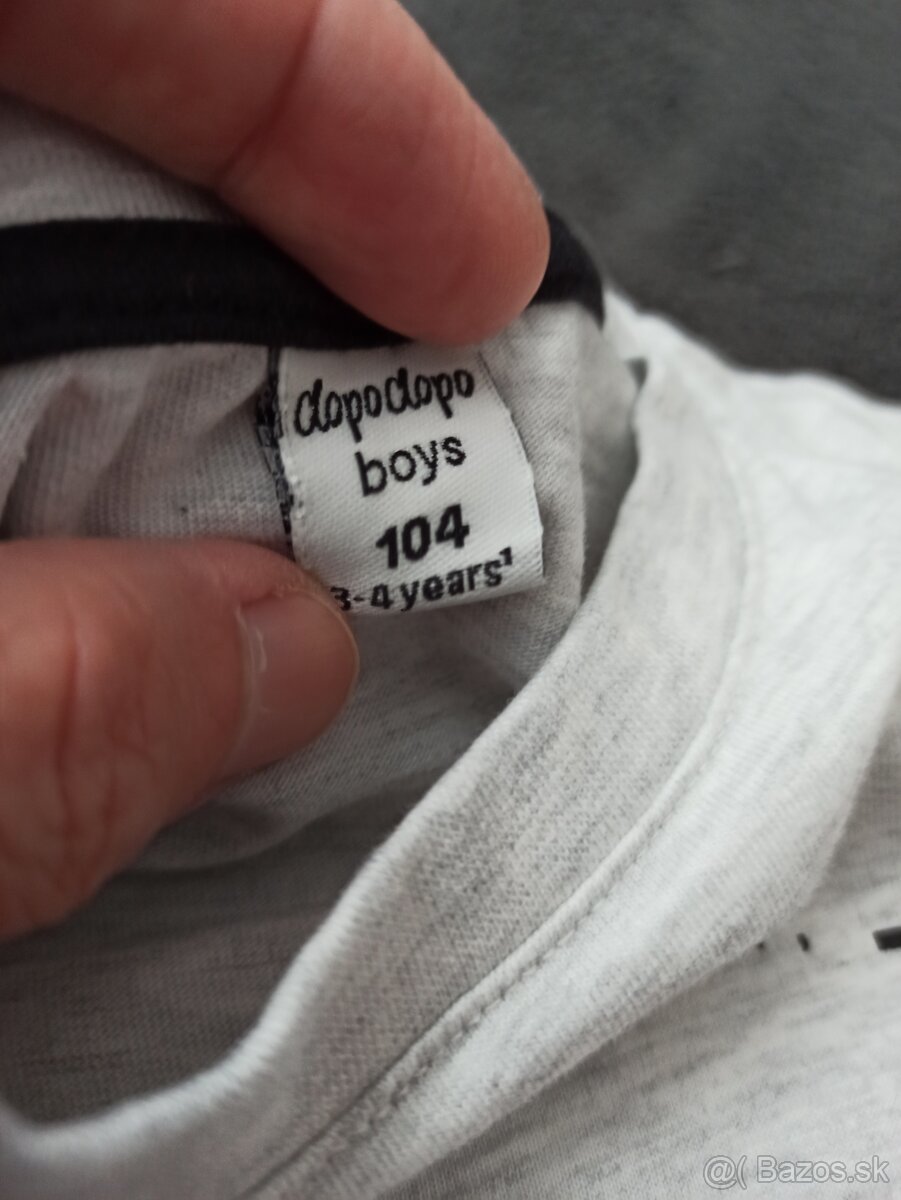 dopodopo
boys
104
3-4 years¹
@( Bazos.sk